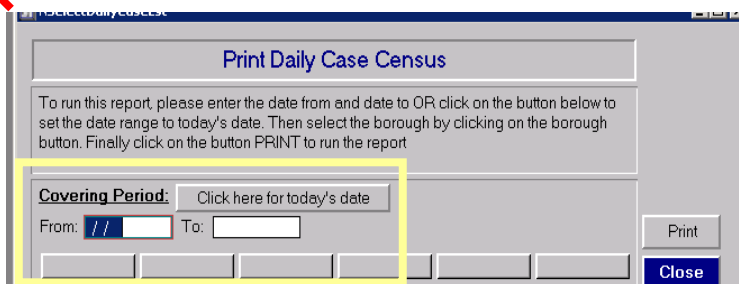 Print Daily Case Census
To run this report, please enter the date from and date to OR click on the button below to
set the date range to today's date. Then select the borough by clicking on the borough
button. Finally click on the button PRINT to run the report
Covering Period: Click here for today's date
From: / / To:
Print
Close